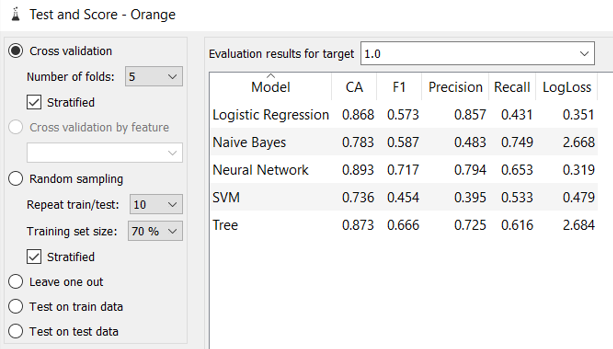 Test and Score - Orange
Cross validation
Number of folds: 5
Stratified
Cross validation by feature
Random sampling
Repeat train/test: 10
Training set size: 70 %
Stratified
Leave one out
Test on train data
Test on test data
Evaluation results for target 1.0
Model CA F1 Precision Recall LogLoss
Logistic Regression 0.868 0.573 0.857 0.431 0.351
Naive Bayes 0.783 0.587 0.483 0.749 2.668
Neural Network 0.893 0.717 0.794 0.653 0.319
SVM 0.736 0.454 0.395 0.533 0.479
Tree 0.873 0.666 0.725 0.616 2.684